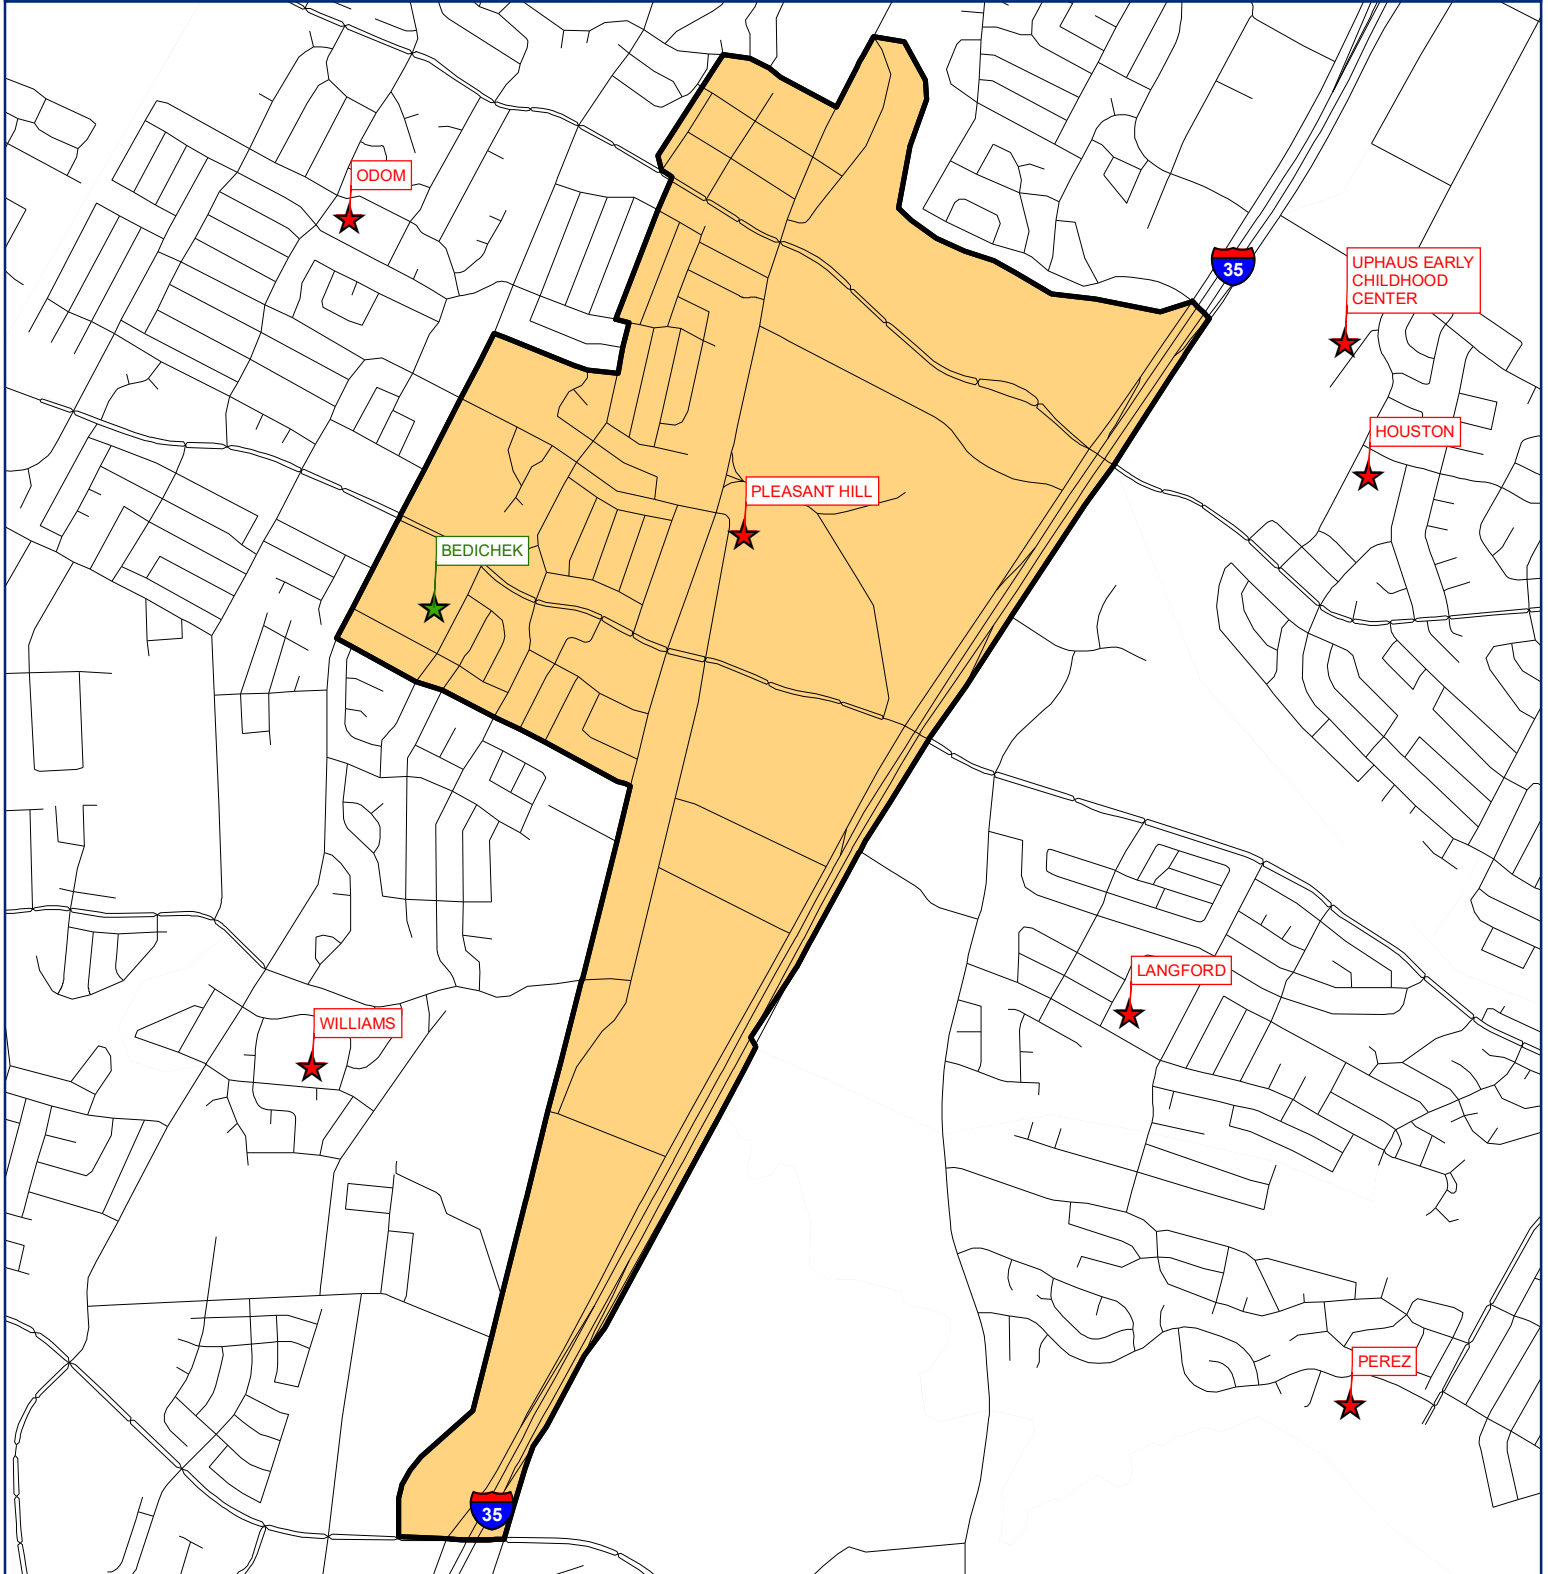 ODOM
35
UPHAUS EARLY
CHILDHOOD
CENTER
HOUSTON
PLEASANT HILL
BEDICHEK
LANGFORD
WILLIAMS
PEREZ
35